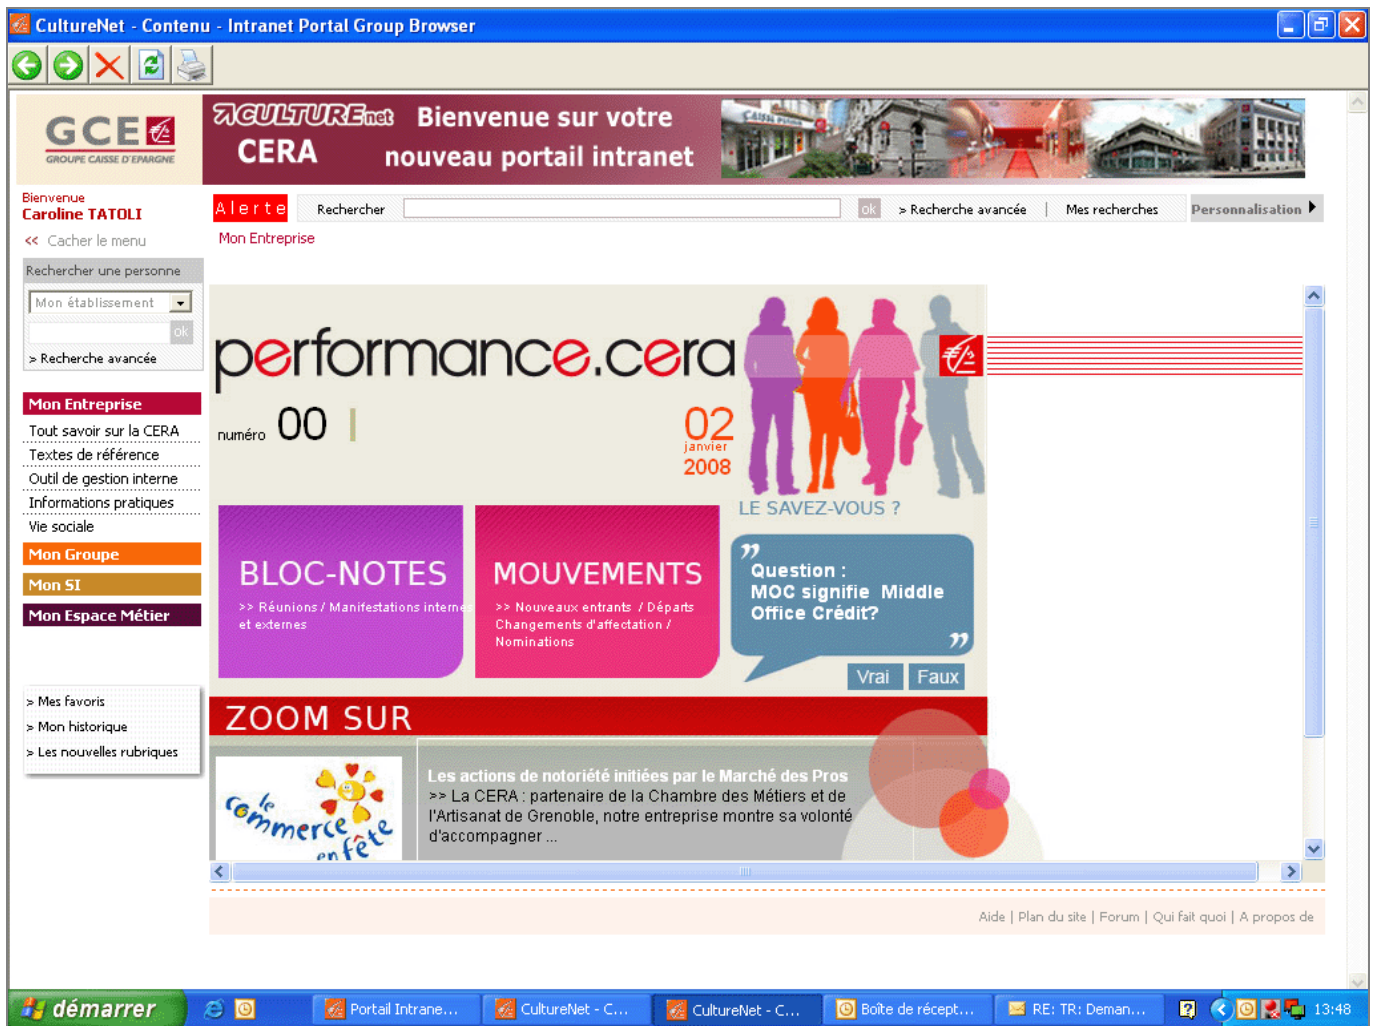 CultureNet - Contenu - Intranet Portal Group Browser
GCE
GROUPE CAISSE D'EPARGNE
CULTUREnet Bienvenue sur votre
CERA nouveau portail intranet
Bienvenue
Caroline TATOLI
<< Cacher le menu
Alerte Rechercher ok > Recherche avancée | Mes recherches Personnalisation
Mon Entreprise
Rechercher une personne
Mon établissement
ok
> Recherche avancée
Mon Entreprise
Tout savoir sur la CERA
Textes de référence
Outil de gestion interne
Informations pratiques
Vie sociale
Mon Groupe
Mon SI
Mon Espace Métier
> Mes favoris
> Mon historique
> Les nouvelles rubriques
performance.cera
numéro 00
02
janvier
2008
BLOC-NOTES
>> Réunions / Manifestations internes
et externes
MOUVEMENTS
>> Nouveaux entrants / Départs
Changements d'affectation /
Nominations
LE SAVEZ-VOUS ?
Question :
MOC signifie Middle
Office Crédit?
Vrai Faux
ZOOM SUR
le
commerce
en fête
Les actions de notoriété initiées par le Marché des Pros
>> La CERA : partenaire de la Chambre des Métiers et de
l'Artisanat de Grenoble, notre entreprise montre sa volonté
d'accompagner ...
Aide | Plan du site | Forum | Qui fait quoi | A propos de
démarrer Portail Intrane... CultureNet - C... CultureNet - C... Boîte de récept... RE: TR: Deman... 13:48